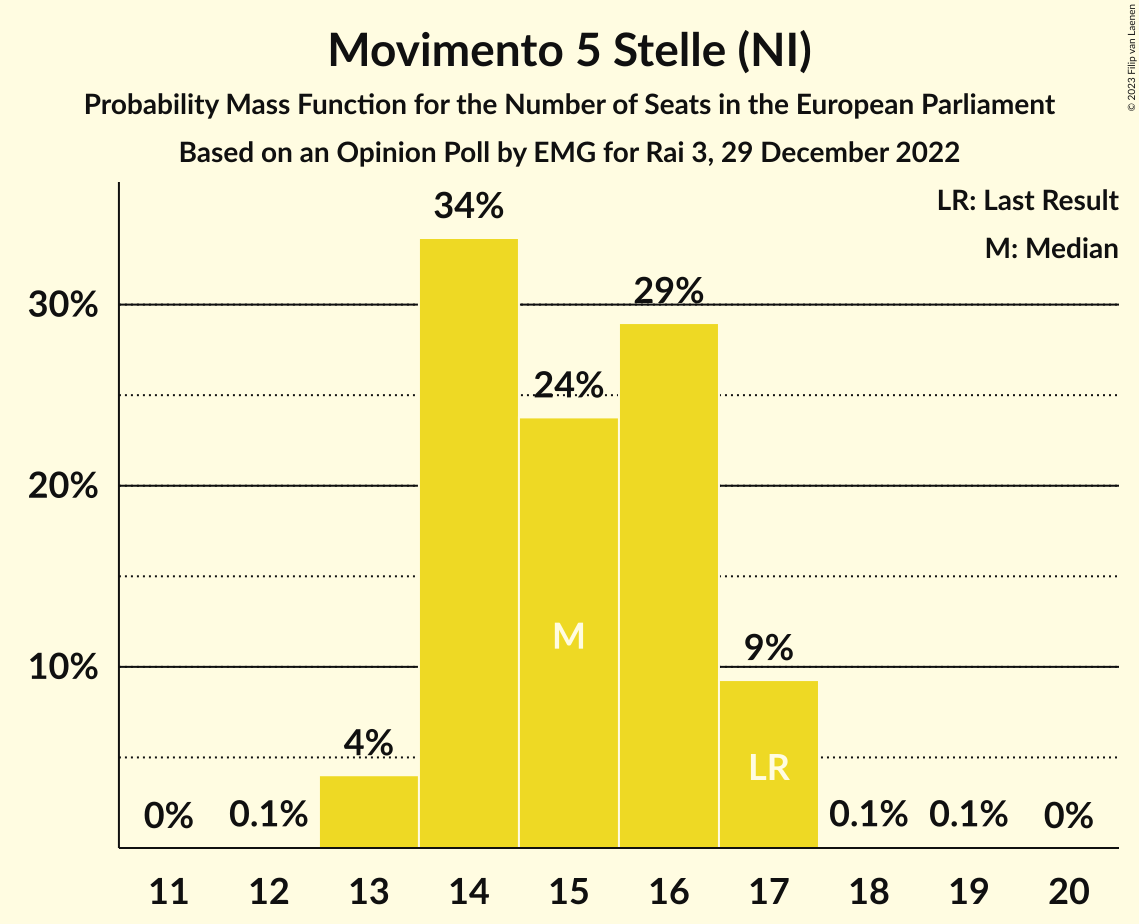 Movimento 5 Stelle (NI)
Probability Mass Function for the Number of Seats in the European Parliament
Based on an Opinion Poll by EMG for Rai 3, 29 December 2022
© 2023 Filip van Laenen
LR: Last Result
M: Median
34%
29%
24%
9%
4%
0%
0.1%
0.1%
0.1%
0%
M
LR
30%
20%
10%
11 12 13 14 15 16 17 18 19 20